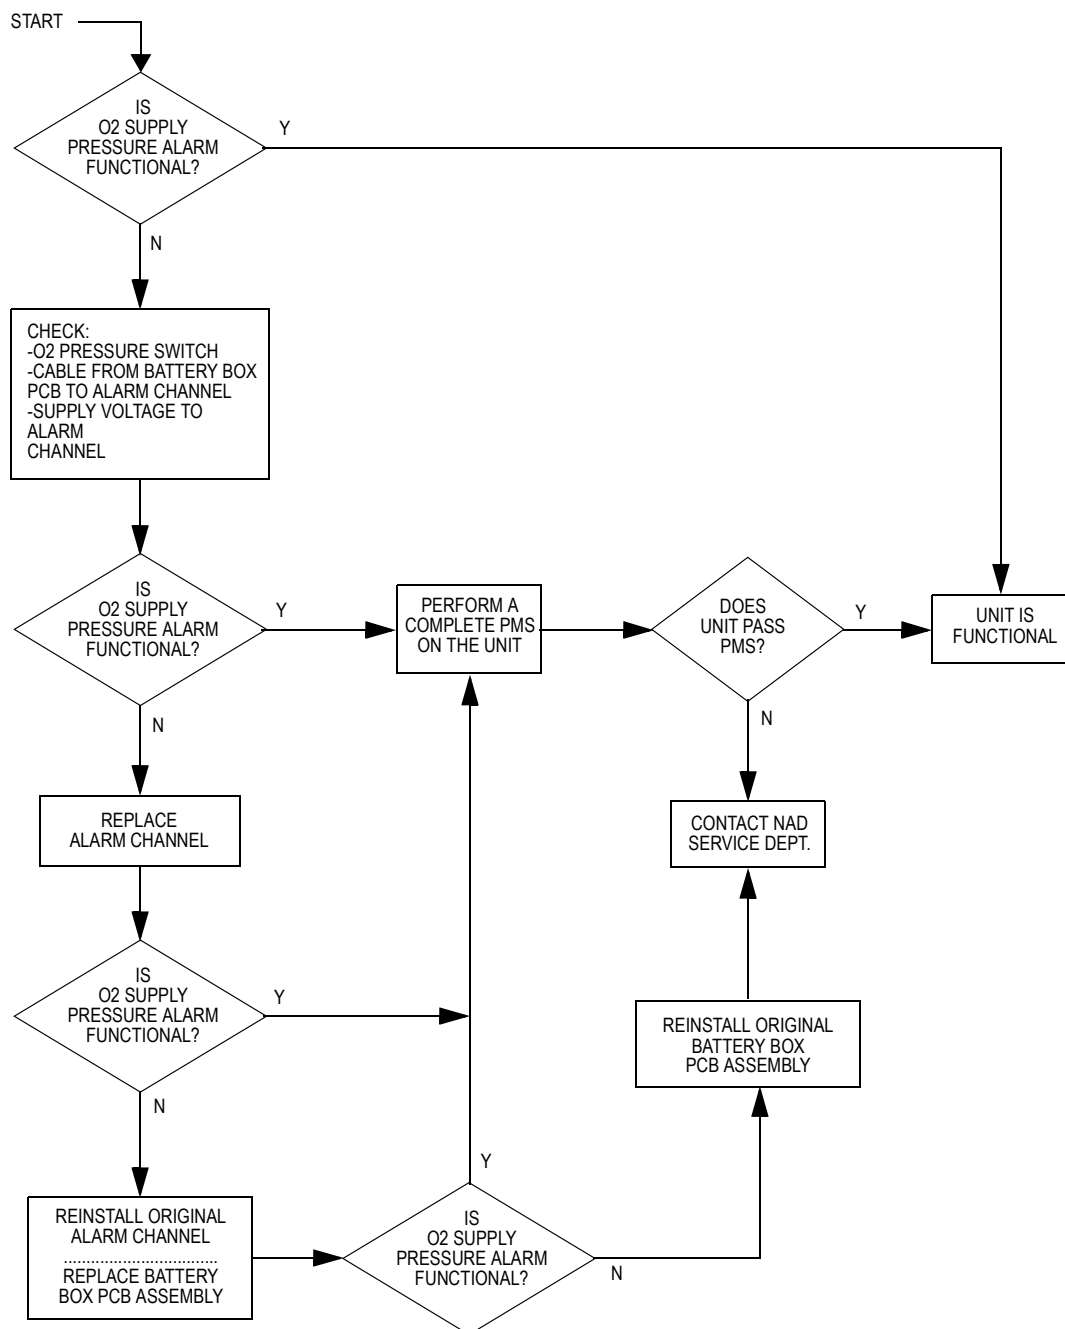 START
IS
O2 SUPPLY
PRESSURE ALARM
FUNCTIONAL?
Y
N
CHECK:
-O2 PRESSURE SWITCH
-CABLE FROM BATTERY BOX
PCB TO ALARM CHANNEL
-SUPPLY VOLTAGE TO
ALARM
CHANNEL
IS
O2 SUPPLY
PRESSURE ALARM
FUNCTIONAL?
Y
N
PERFORM A
COMPLETE PMS
ON THE UNIT
DOES
UNIT PASS
PMS?
Y
N
UNIT IS
FUNCTIONAL
REPLACE
ALARM CHANNEL
CONTACT NAD
SERVICE DEPT.
IS
O2 SUPPLY
PRESSURE ALARM
FUNCTIONAL?
Y
N
REINSTALL ORIGINAL
BATTERY BOX
PCB ASSEMBLY
REINSTALL ORIGINAL
ALARM CHANNEL
..................................
REPLACE BATTERY
BOX PCB ASSEMBLY
IS
O2 SUPPLY
PRESSURE ALARM
FUNCTIONAL?
Y
N